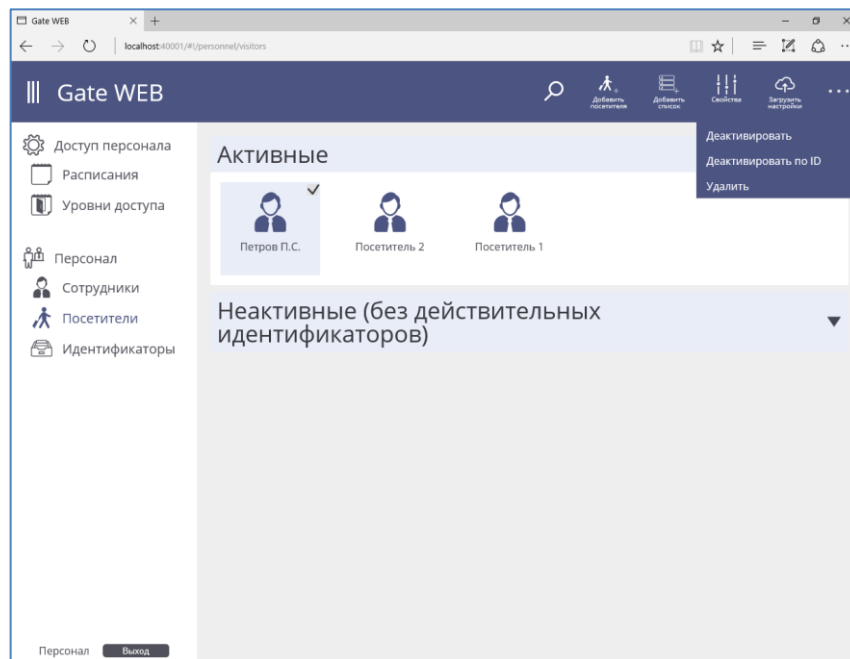 Gate WEB
localhost:40001/#!/personnel/visitors
Gate WEB
Добавить
посетителя
Добавить
список
Свойства
Загрузить
настройки
Деактивировать
Деактивировать по ID
Удалить
Доступ персонала
Расписания
Уровни доступа
Персонал
Сотрудники
Посетители
Идентификаторы
Активные
Петров П.С.
Посетитель 2
Посетитель 1
Неактивные (без действительных
идентификаторов)
Персонал
Выход